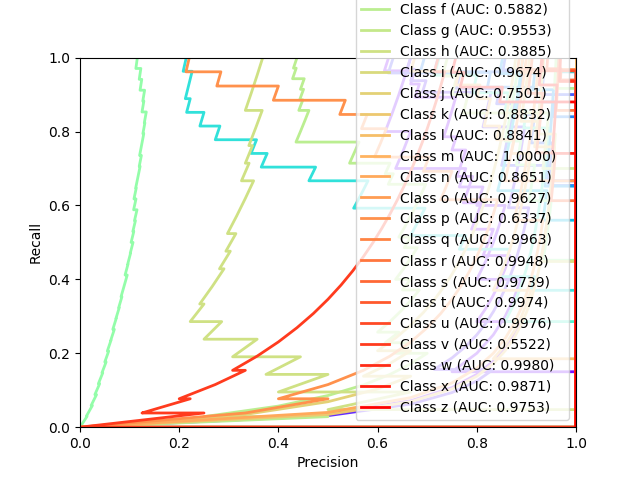 Class f (AUC: 0.5882)
Class g (AUC: 0.9553)
Class h (AUC: 0.3885)
Class i (AUC: 0.9674)
Class j (AUC: 0.7501)
Class k (AUC: 0.8832)
Class l (AUC: 0.8841)
Class m (AUC: 1.0000)
Class n (AUC: 0.8651)
Class o (AUC: 0.9627)
Class p (AUC: 0.6337)
Class q (AUC: 0.9963)
Class r (AUC: 0.9948)
Class s (AUC: 0.9739)
Class t (AUC: 0.9974)
Class u (AUC: 0.9976)
Class v (AUC: 0.5522)
Class w (AUC: 0.9980)
Class x (AUC: 0.9871)
Class z (AUC: 0.9753)
1.0
0.8
0.6
0.4
0.2
0.0
Recall
0.0 0.2 0.4 0.6 0.8 1.0
Precision